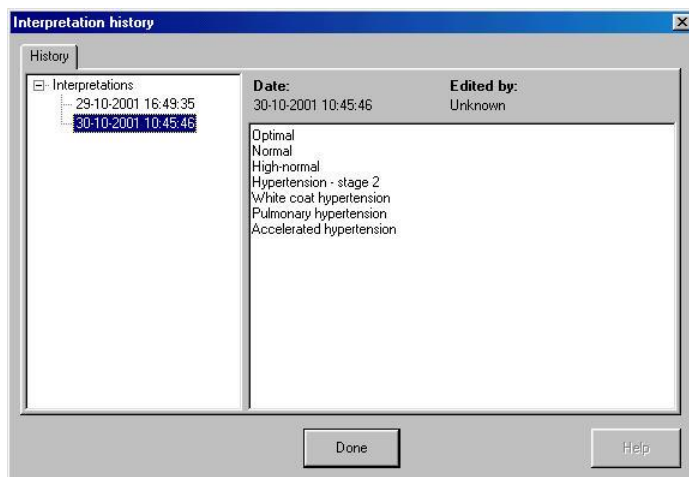 Interpretation history
History
Interpretations
29-10-2001 16:49:35
30-10-2001 10:45:46
Date: Edited by:
30-10-2001 10:45:46 Unknown
Optimal
Normal
High-normal
Hypertension - stage 2
White coat hypertension
Pulmonary hypertension
Accelerated hypertension
Done Help